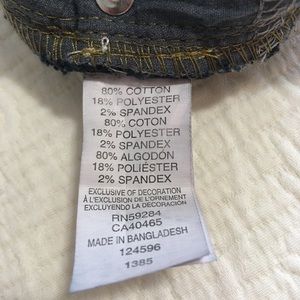 80% COTTON
18% POLYESTER
2% SPANDEX
80% COTON
18% POLYESTER
2% SPANDEX
80% ALGODÓN
18% POLIÉSTER
2% SPANDEX
EXCLUSIVE OF DECORATION
À L'EXCLUSION DE L'ORNEMENT
EXCLUYENDO LA DECORACIÓN
RN59284
CA40465
MADE IN BANGLADESH
124596
1385